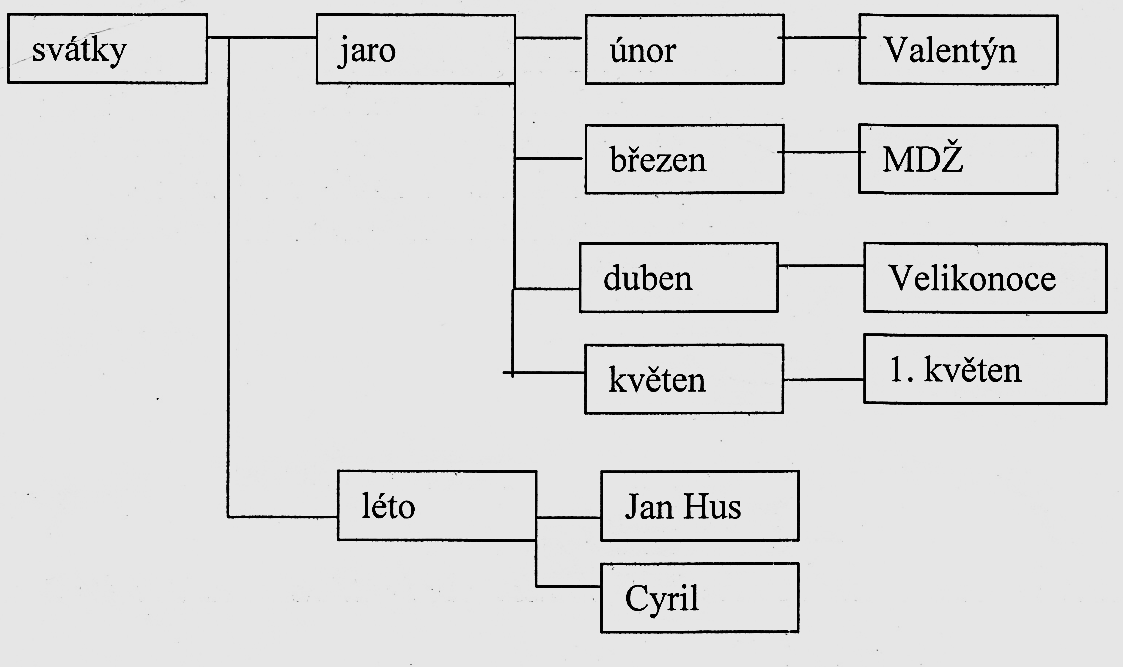 svátky jaro únor Valentýn
březen MDŽ
duben Velikonoce
květen 1. květen
léto Jan Hus
Cyril